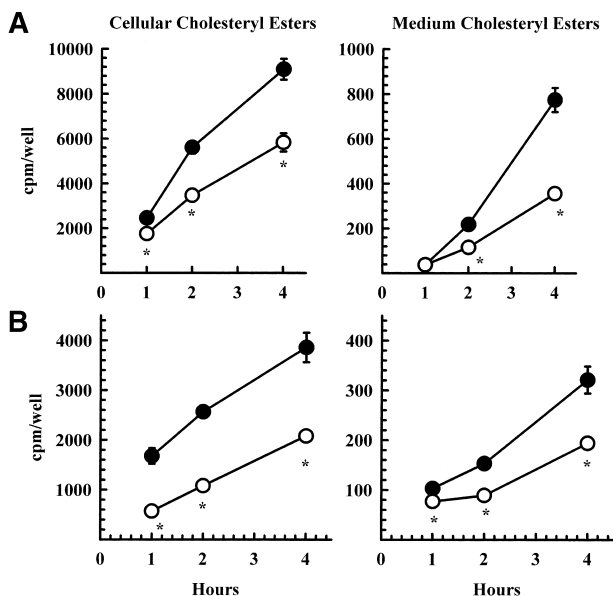 A
Cellular Cholesteryl Esters
Medium Cholesteryl Esters
10000
8000
6000
4000
2000
cpm/well
* * *
0 1 2 3 4
1000
800
600
400
200
* *
0 1 2 3 4
B
4000
3000
2000
1000
cpm/well
* * *
0 1 2 3 4
Hours
400
300
200
100
* * *
0 1 2 3 4
Hours